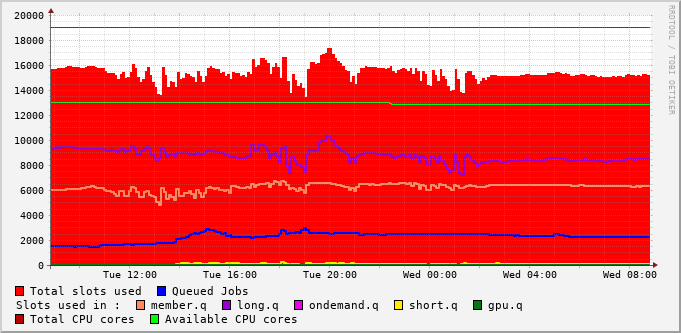 RRDTOOL / TOBI OETIKER
20000
18000
16000
14000
12000
10000
8000
6000
4000
2000
0
Tue 12:00 Tue 16:00 Tue 20:00 Wed 00:00 Wed 04:00 Wed 08:00
Total slots used Queued Jobs
Slots used in : member.q long.q ondemand.q short.q gpu.q
Total CPU cores Available CPU cores